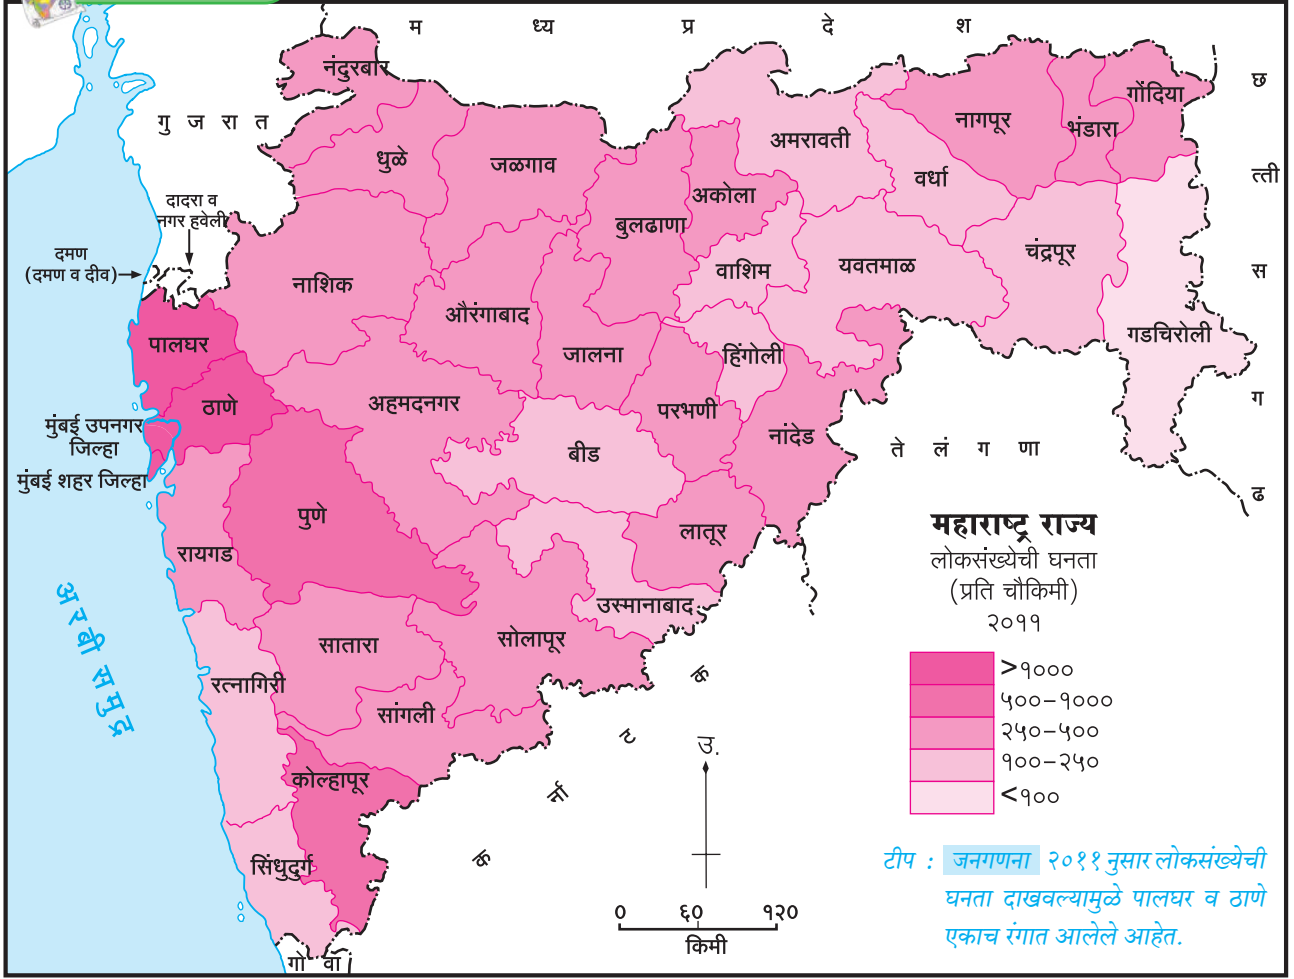 म ध्य प्र दे श
छ
त्ती
स
ग
ढ
गु ज रा त
नंदुरबार
धुळे
जळगाव
बुलढाणा
अकोला
अमरावती
वर्धा
नागपूर
भंडारा
गोंदिया
दादरा व
नगर हवेली
दमण
(दमण व दीव)
नाशिक
औरंगाबाद
जालना
वाशिम
यवतमाळ
चंद्रपूर
गडचिरोली
पालघर
ठाणे
अहमदनगर
हिंगोली
परभणी
नांदेड
मुंबई उपनगर
जिल्हा
मुंबई शहर जिल्हा
बीड
ते लं ग णा
पुणे
रायगड
लातूर
उस्मानाबाद
सातारा
सोलापूर
रत्नागिरी
सांगली
कोल्हापूर
सिंधुदुर्ग
अरबी समुद्र
क र्ना ट क
गो वा
महाराष्ट्र राज्य
लोकसंख्येची घनता
(प्रति चौकिमी)
२०११
>१०००
५००-१०००
२५०-५००
१००-२५०
<१००
उ.
० ६० १२०
किमी
टीप : जनगणना २०११ नुसार लोकसंख्येची
घनता दाखवल्यामुळे पालघर व ठाणे
एकाच रंगात आलेले आहेत.